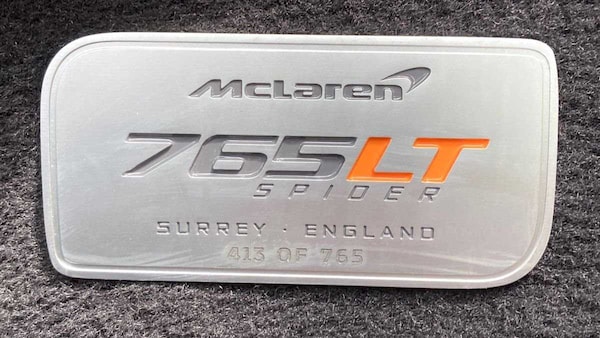 McLaren
765LT
SPIDER
SURREY · ENGLAND
413 OF 765